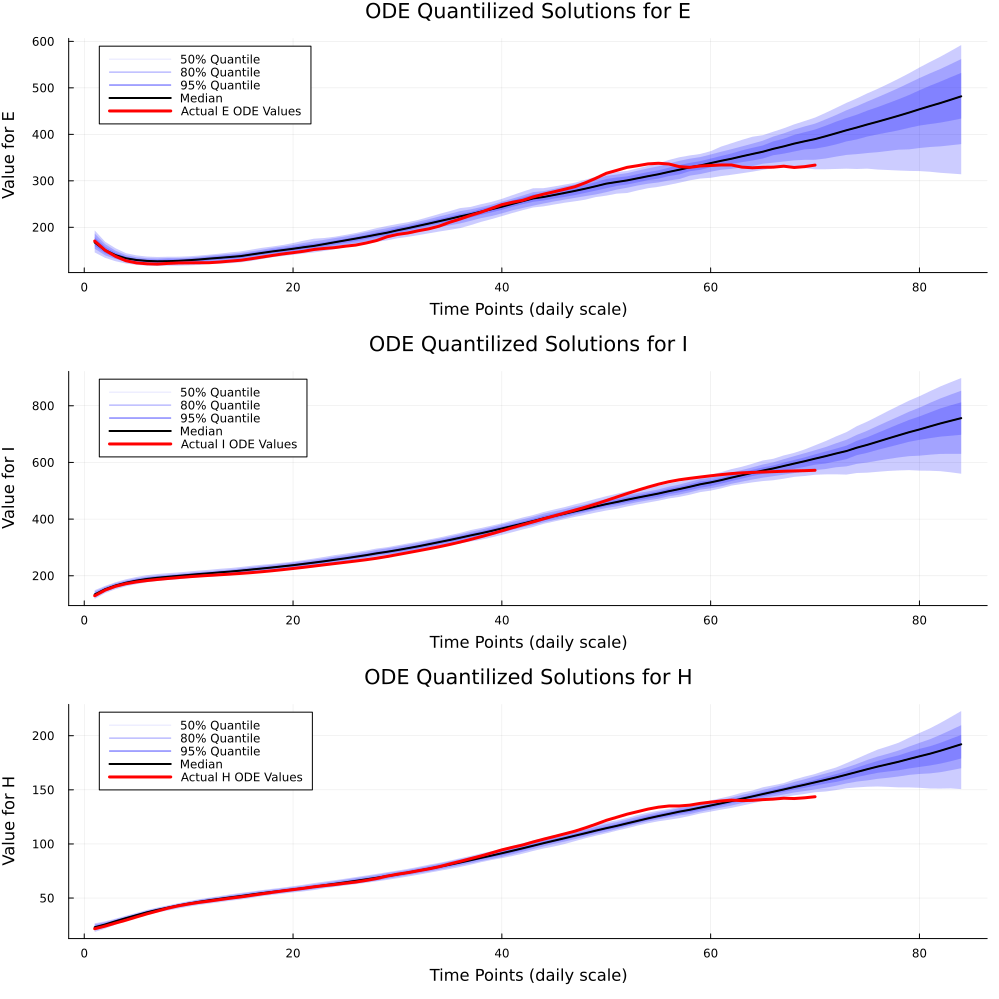 ODE Quantilized Solutions for E
600
500
400
300
200
Value for E
50% Quantile
80% Quantile
95% Quantile
Median
Actual E ODE Values
0 20 40 60 80
Time Points (daily scale)
ODE Quantilized Solutions for I
800
600
400
200
Value for I
50% Quantile
80% Quantile
95% Quantile
Median
Actual I ODE Values
0 20 40 60 80
Time Points (daily scale)
ODE Quantilized Solutions for H
200
150
100
50
Value for H
50% Quantile
80% Quantile
95% Quantile
Median
Actual H ODE Values
0 20 40 60 80
Time Points (daily scale)